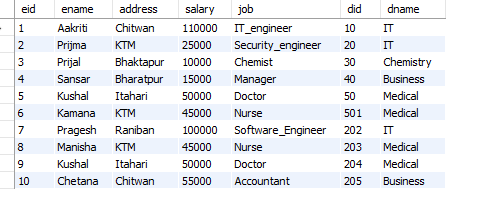 eid ename address salary job did dname
1 Aakriti Chitwan 110000 IT_engineer 10 IT
2 Prijma KTM 25000 Security_engineer 20 IT
3 Prijal Bhaktapur 10000 Chemist 30 Chemistry
4 Sansar Bharatpur 15000 Manager 40 Business
5 Kushal Itahari 50000 Doctor 50 Medical
6 Kamana KTM 45000 Nurse 501 Medical
7 Pragesh Raniban 100000 Software_Engineer 202 IT
8 Manisha KTM 45000 Nurse 203 Medical
9 Kushal Itahari 50000 Doctor 204 Medical
10 Chetana Chitwan 55000 Accountant 205 Business